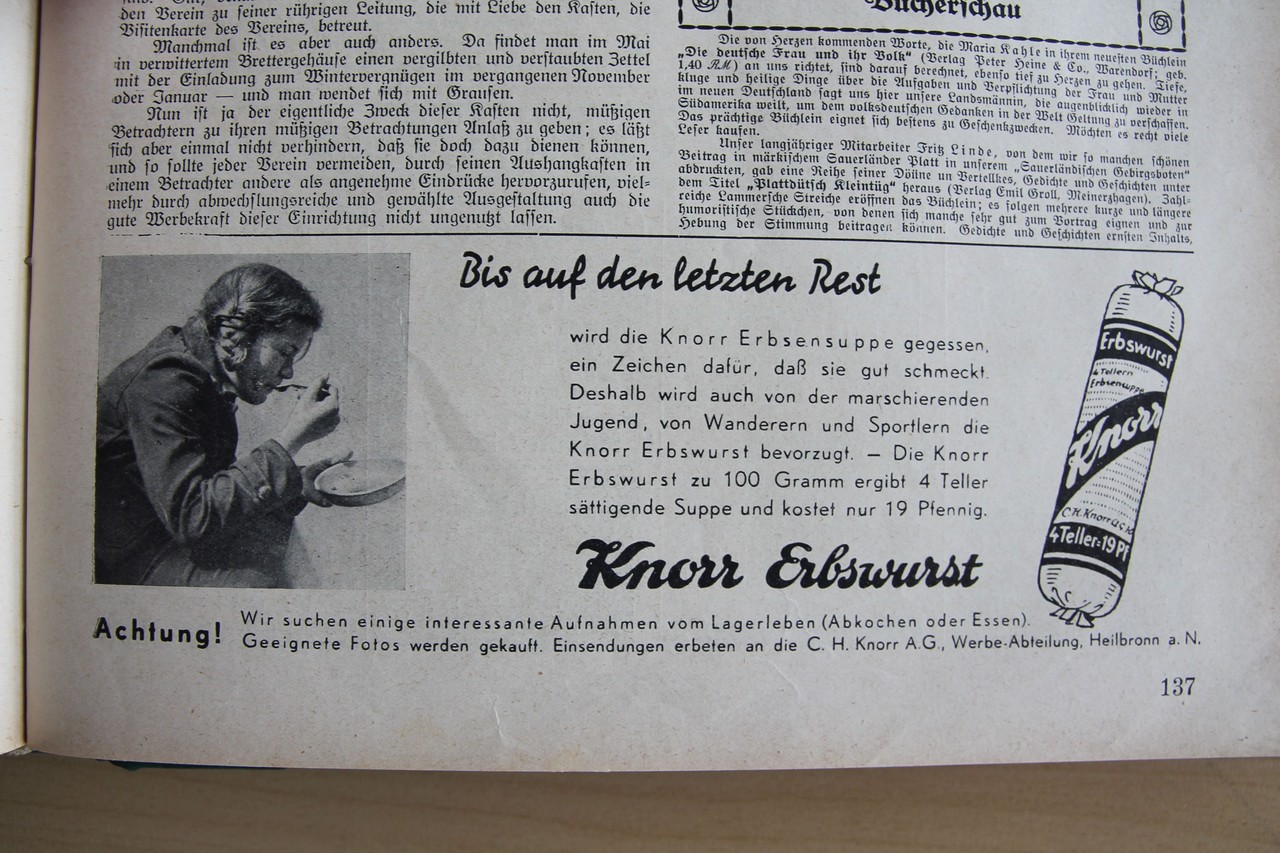 den Verein zu seiner rührigen Leitung, die mit Liebe den Kasten, die
Visitenkarte des Vereins, betreut.
Manchmal ist es aber auch anders. Da findet man im Mai
in verwittertem Brettergehäuse einen vergilbten und verstaubten Zettel
mit der Einladung zum Wintervergnügen im vergangenen November
oder Januar — und man wendet sich mit Grausen.
Nun ist ja der eigentliche Zweck dieser Kasten nicht, müßigen
Betrachtern zu ihren müßigen Betrachtungen Anlaß zu geben; es läßt
sich aber einmal nicht verhindern, daß sie doch dazu dienen können,
und so sollte jeder Verein vermeiden, durch seinen Aushangkasten in
einem Betrachter andere als angenehme Eindrücke hervorzurufen, viel-
mehr durch abwechslungsreiche und gewählte Ausgestaltung auch die
gute Werbekraft dieser Einrichtung nicht ungenutzt lassen.
Bücherschau
Die von Herzen kommenden Worte, die Maria Kahle in ihrem neuesten Büchlein
„Die deutsche Frau und ihr Volk“ (Verlag Peter Heine & Co., Warendorf; geb.
1,40 RM) an uns richtet, sind darauf berechnet, ebenso tief zu Herzen zu gehen. Tiefe,
kluge und heilige Dinge über die Aufgaben und Verpflichtung der Frau und Mutter
im neuen Deutschland sagt uns hier unsere Landsmännin, die augenblicklich wieder in
Südamerika weilt, um dem volksdeutschen Gedanken in der Welt Geltung zu verschaffen.
Das prächtige Büchlein eignet sich bestens zu Geschenkzwecken. Möchten es recht viele
Leser kaufen.
Unser langjähriger Mitarbeiter Fritz Linde, von dem wir so manchen schönen
Beitrag in märkischem Sauerländer Platt in unserem „Sauerländischen Gebirgsboten“
abdruckten, gab eine Reihe seiner Döllne un Vertellkes, Gedichte und Geschichten unter
dem Titel „Plattdütsch Kleintüg“ heraus (Verlag Emil Groll, Meinerzhagen). Zahl-
reiche Lammersche Streiche eröffnen das Büchlein; es folgen mehrere kurze und längere
humoristische Stückchen, von denen sich manche sehr gut zum Vortrag eignen und zur
Hebung der Stimmung beitragen können. Gedichte und Geschichten ernsten Inhalts,
Bis auf den letzten Rest
wird die Knorr Erbsensuppe gegessen,
ein Zeichen dafür, daß sie gut schmeckt.
Deshalb wird auch von der marschierenden
Jugend, von Wanderern und Sportlern die
Knorr Erbswurst bevorzugt. — Die Knorr
Erbswurst zu 100 Gramm ergibt 4 Teller
sättigende Suppe und kostet nur 19 Pfennig.
Knorr Erbswurst
Erbswurst
4 Tellern
Erbsensuppe
Knorr
C.H. Knorr A.G.
4 Teller=19 Pf
Achtung!
Wir suchen einige interessante Aufnahmen vom Lagerleben (Abkochen oder Essen).
Geeignete Fotos werden gekauft. Einsendungen erbeten an die C. H. Knorr A.G., Werbe-Abteilung, Heilbronn a. N.
137